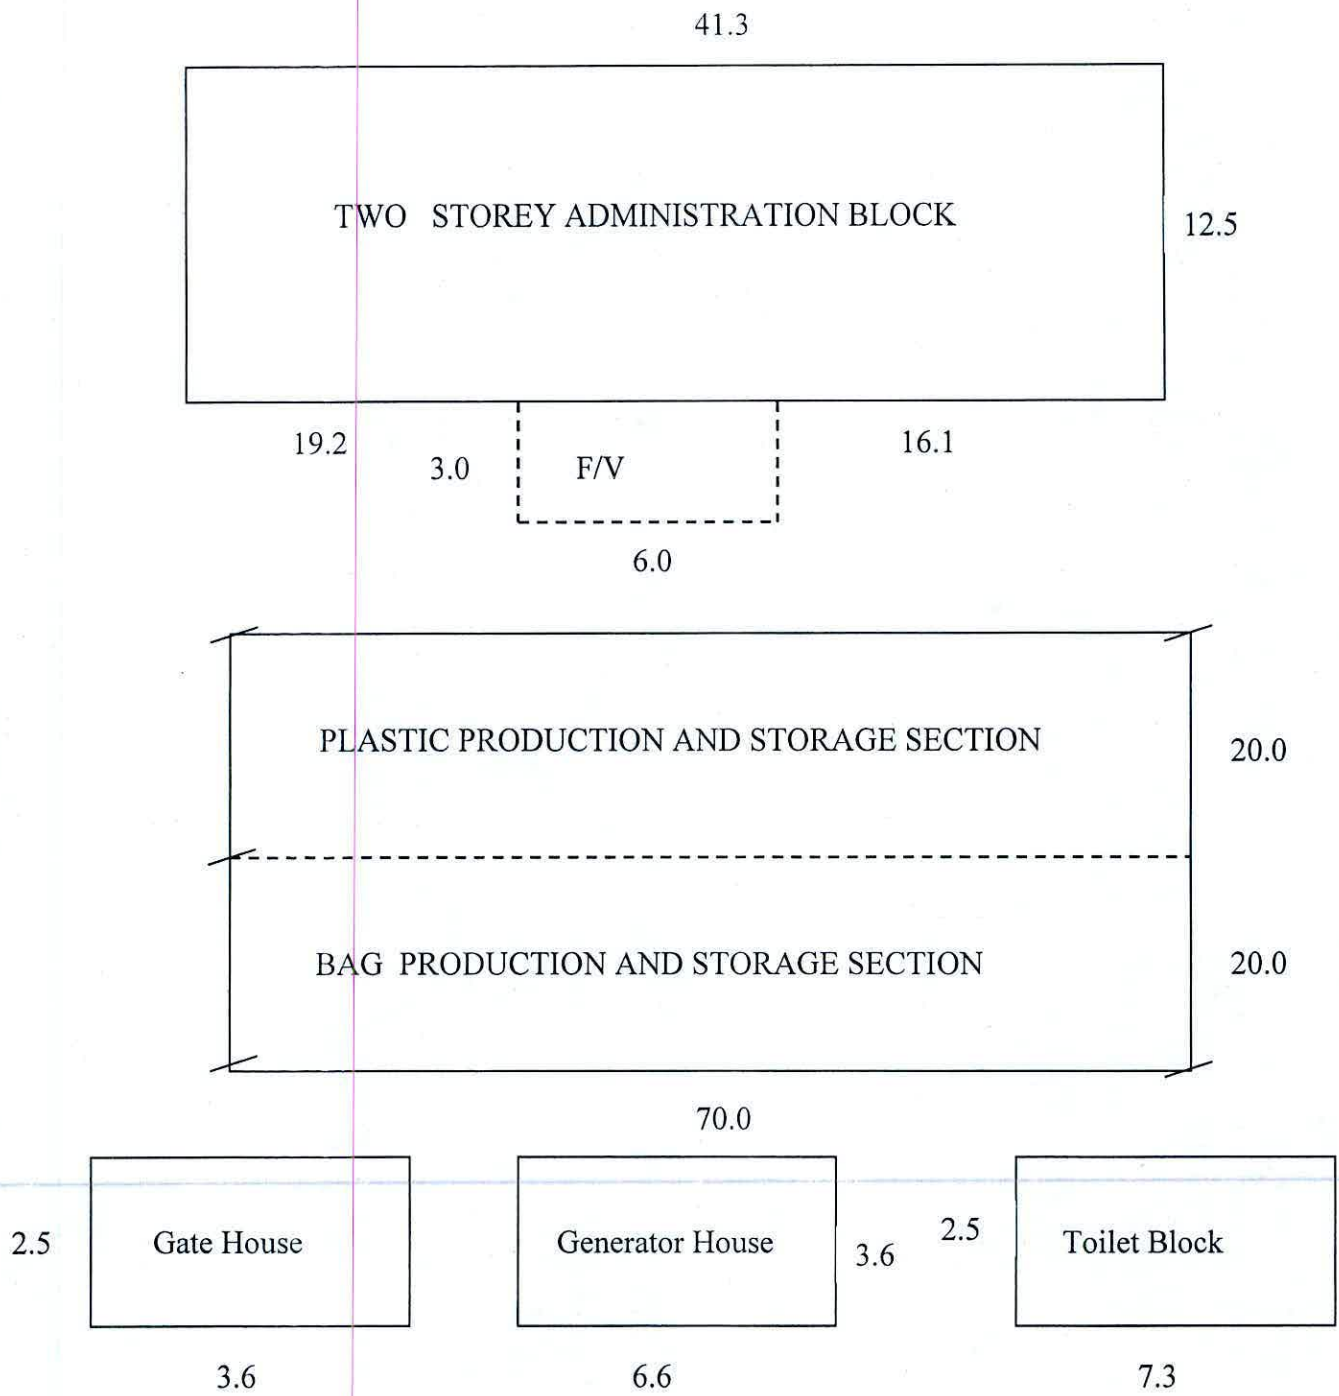 41.3
TWO STOREY ADMINISTRATION BLOCK
12.5
19.2
3.0
F/V
16.1
6.0
PLASTIC PRODUCTION AND STORAGE SECTION
20.0
BAG PRODUCTION AND STORAGE SECTION
20.0
70.0
2.5
Gate House
Generator House
3.6
2.5
Toilet Block
3.6
6.6
7.3